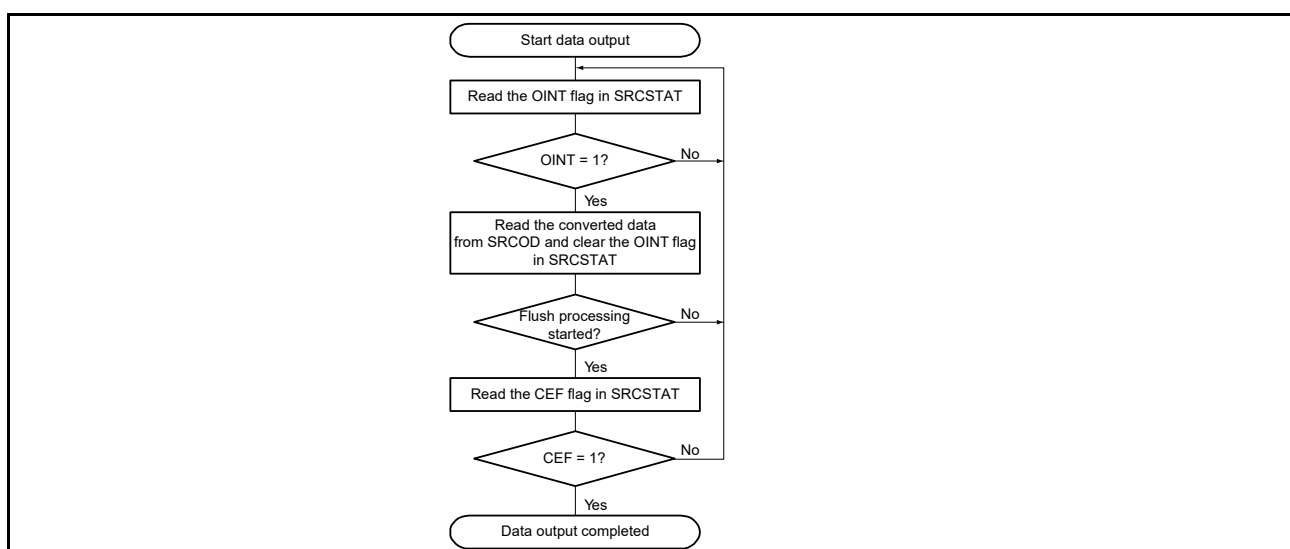 Start data output
Read the OINT flag in SRCSTAT
OINT = 1?
No
Yes
Read the converted data
from SRCOD and clear the OINT flag
in SRCSTAT
Flush processing
started?
No
Yes
Read the CEF flag in SRCSTAT
CEF = 1?
No
Yes
Data output completed